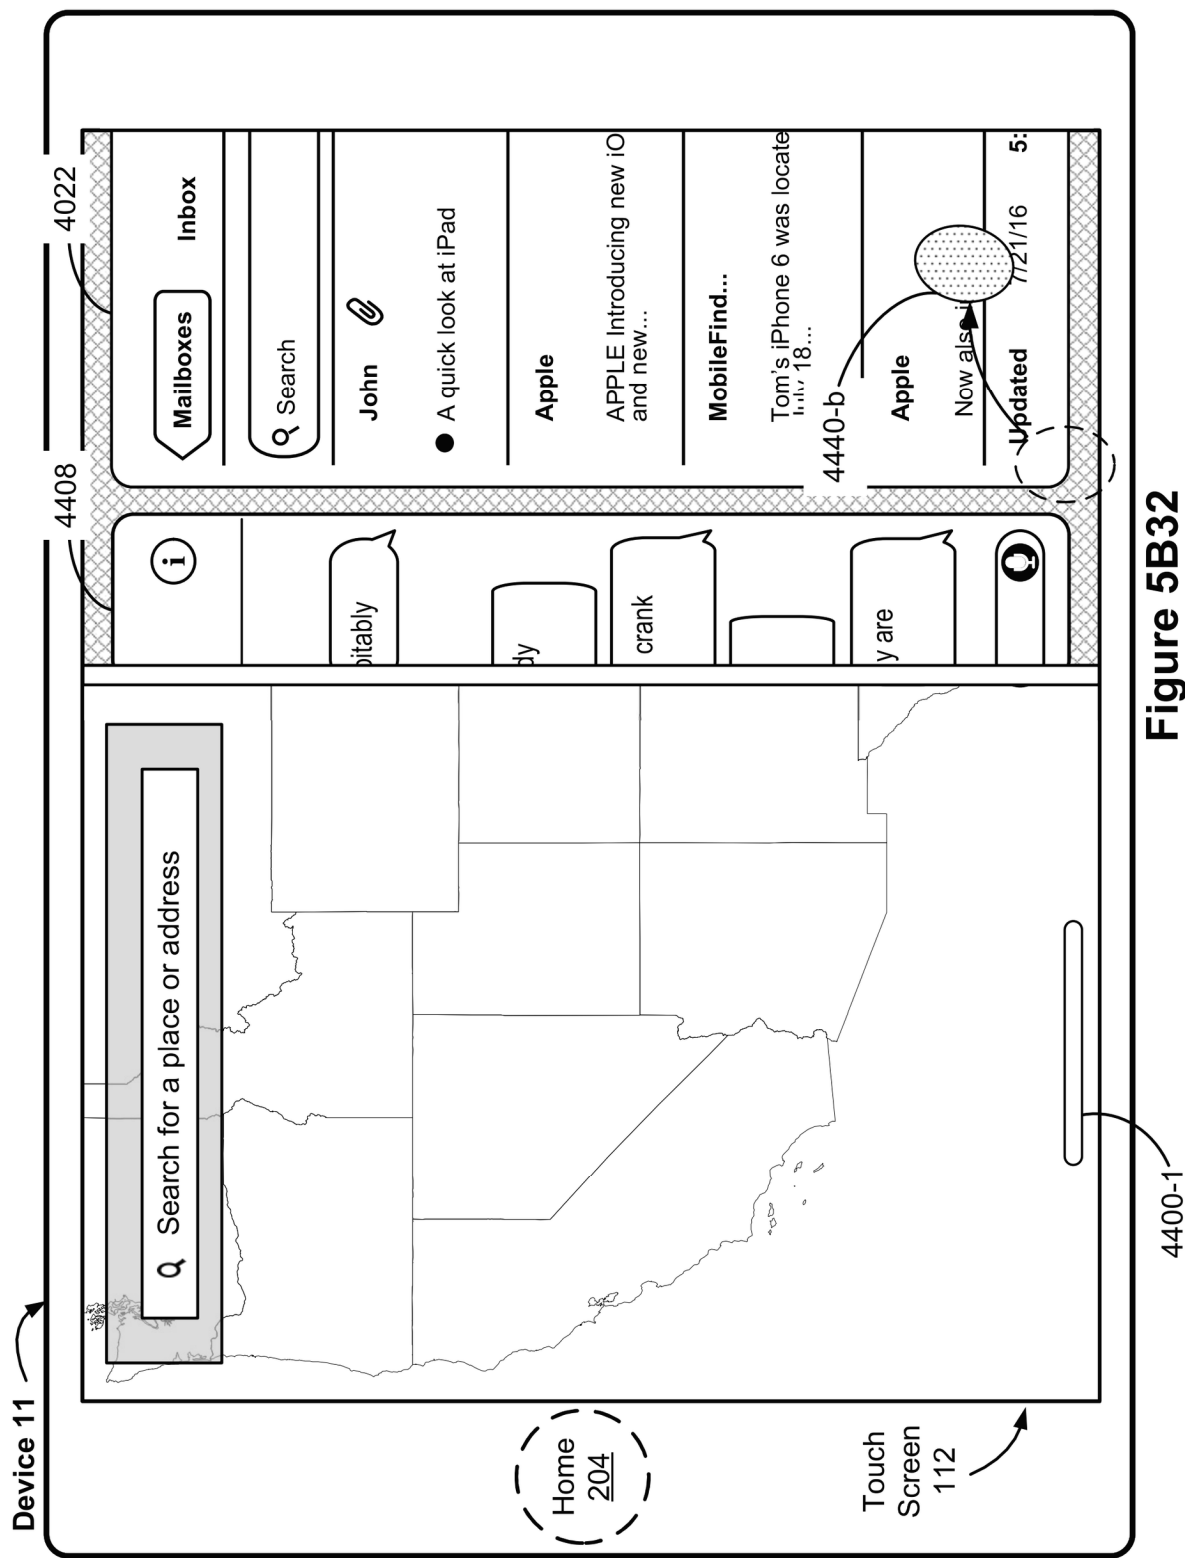 Device 11
4408
4022
Search for a place or address
i
Mailboxes
Inbox
Search
John
A quick look at iPad
Apple
APPLE Introducing new iO
and new...
MobileFind...
Tom's iPhone 6 was locate
18...
4440-b
Apple
Now also i
Updated
7/21/16
5:
bitably
dy
crank
y are
Home
204
Touch
Screen
112
4400-1
Figure 5B32